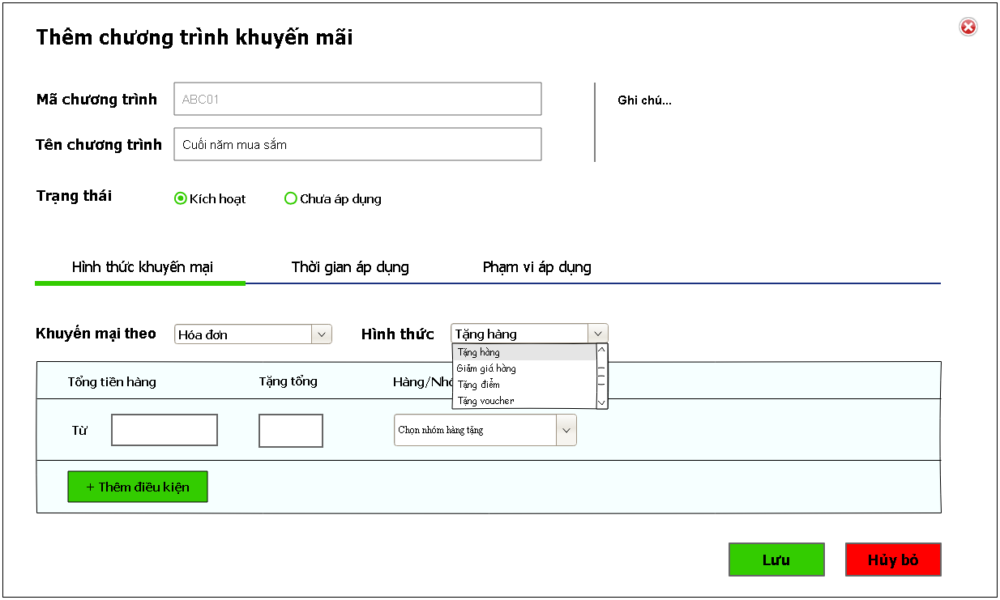 Thêm chương trình khuyến mãi
Mã chương trình
ABC01
Ghi chú...
Tên chương trình
Cuối năm mua sắm
Trạng thái
Kích hoạt
Chưa áp dụng
Hình thức khuyến mại
Thời gian áp dụng
Phạm vi áp dụng
Khuyến mại theo
Hóa đơn
Hình thức
Tặng hàng
Tặng hàng
Giảm giá hàng
Tặng điểm
Tặng voucher
Tổng tiền hàng
Tặng tổng
Hàng/Nhó
Từ
Chọn nhóm hàng tặng
+ Thêm điều kiện
Lưu
Hủy bỏ